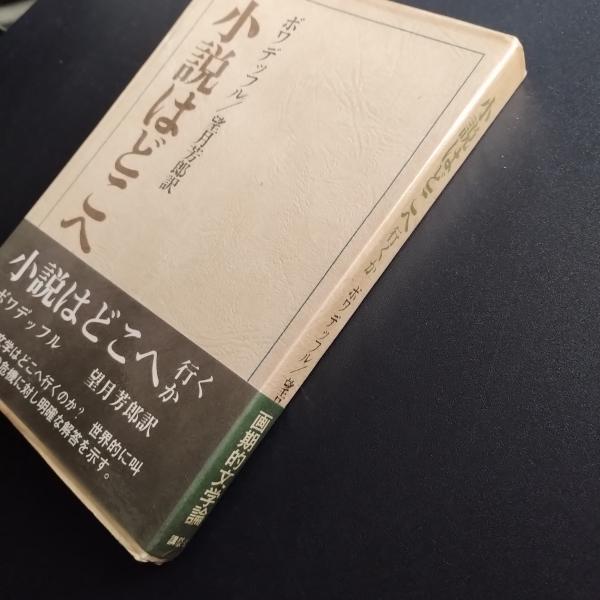 小説はどこへ
ボワデッフル/望月芳郎訳
小説はどこへ
行くか
ボワデッフル
望月芳郎訳
文学はどこへ行くのか? 世界的に叫
危機に対し明確な解答を示す。
小説はどこへ行くか ボワデッフル/望月
画期的文学論
講